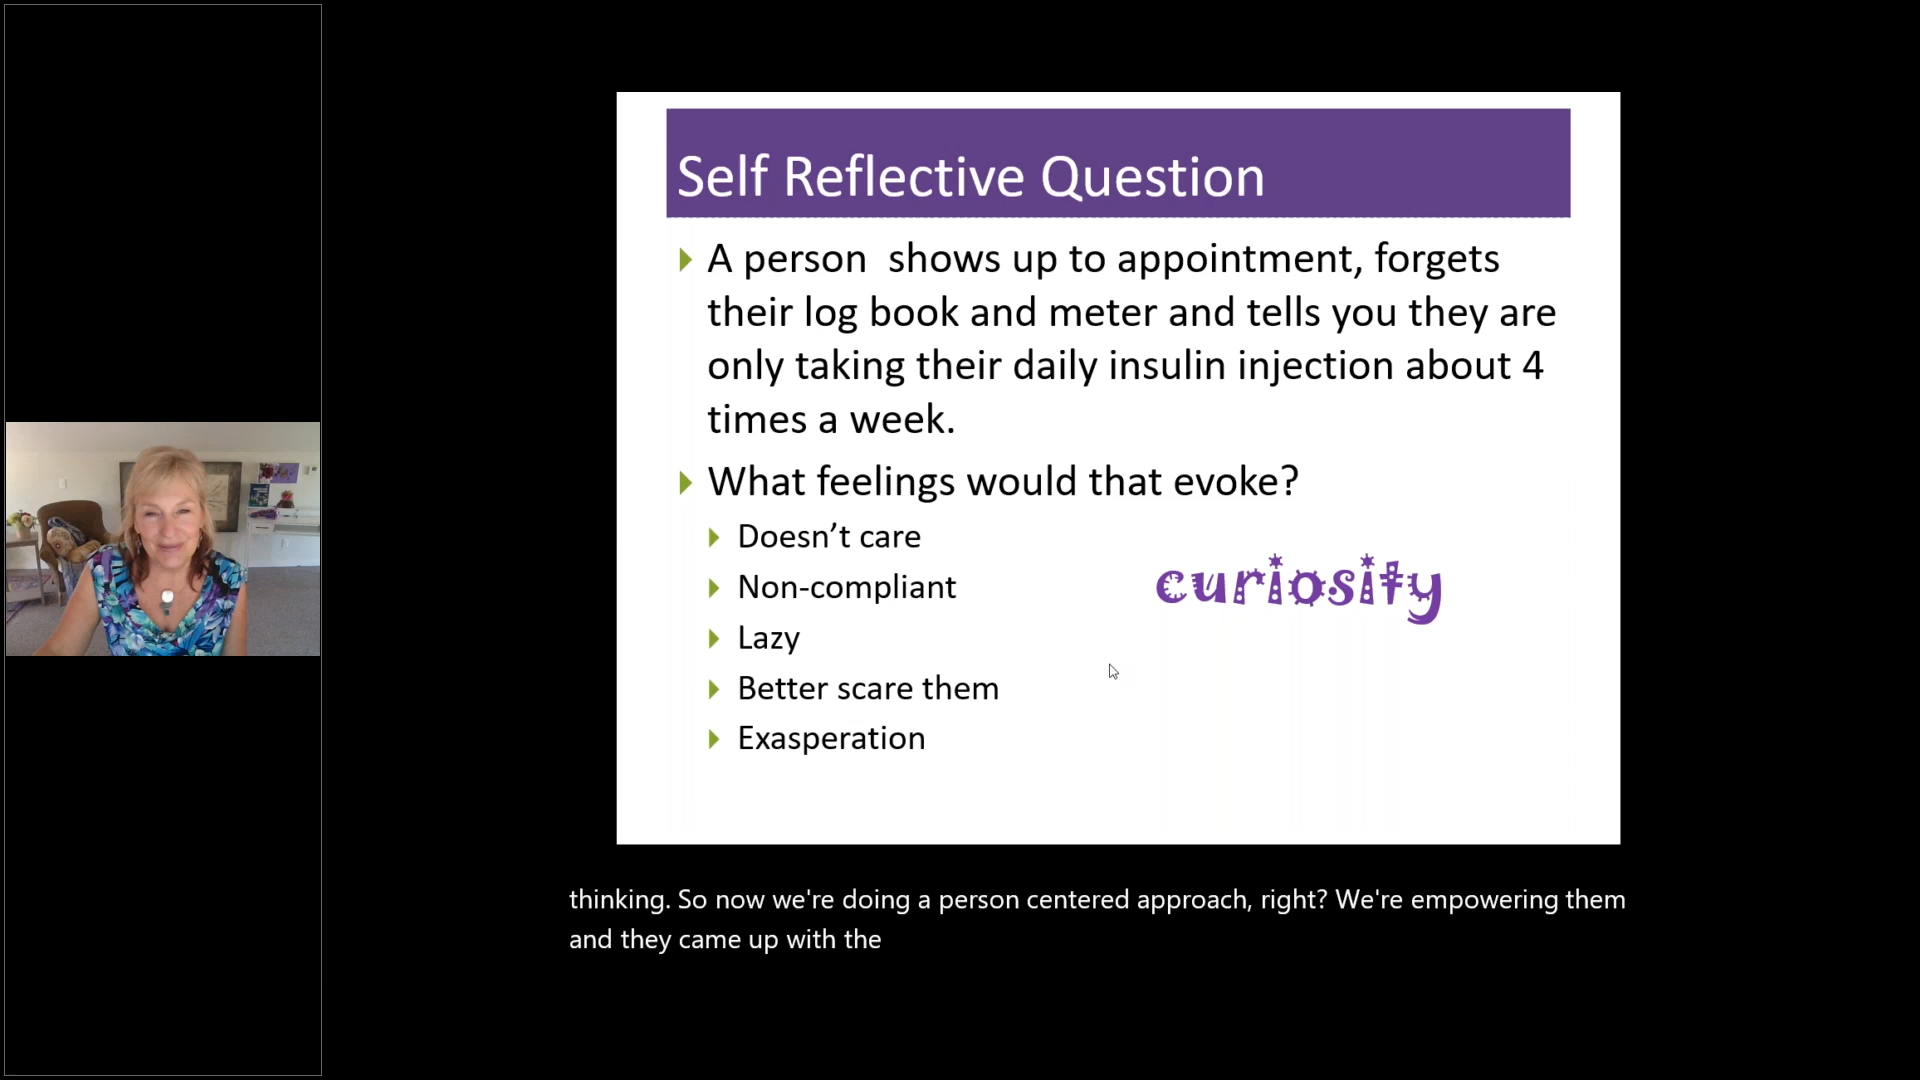 Self Reflective Question
A person  shows up to appointment, forgets
their log book and meter and tells you they are
only taking their daily insulin injection about 4
times a week.
What feelings would that evoke?
Doesn’t care
Non-compliant
Lazy
Better scare them
Exasperation
curiosity
thinking. So now we're doing a person centered approach, right? We're empowering them
and they came up with the